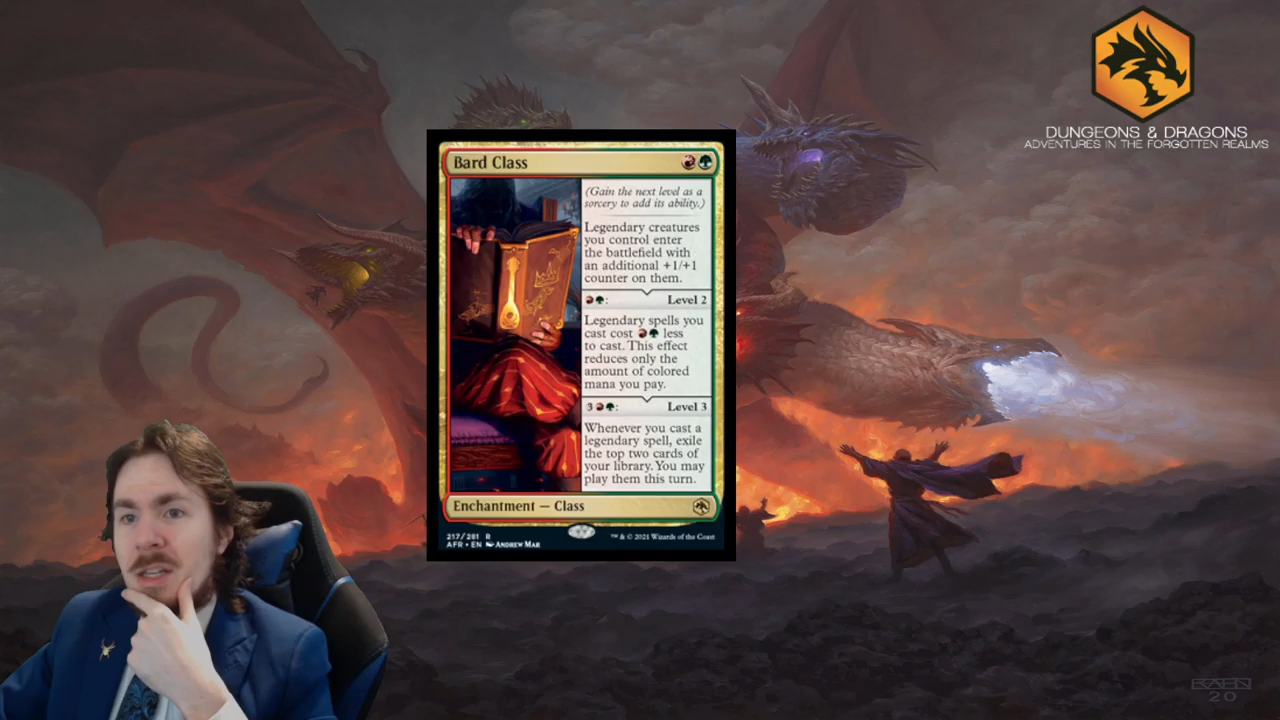 DUNGEONS & DRAGONS
ADVENTURES IN THE FORGOTTEN REALMS
Bard Class
(Gain the next level as a
sorcery to add its ability.)
Legendary creatures
you control enter
the battlefield with
an additional +1/+1
counter on them.
: Level 2
Legendary spells you
cast cost less
to cast. This effect
reduces only the
amount of colored
mana you pay.
3 : Level 3
Whenever you cast a
legendary spell, exile
the top two cards of
your library. You may
play them this turn.
Enchantment — Class
217/281 R
AFR • EN ANDREW MAR
™ & © 2021 Wizards of the Coast
RAHN
20